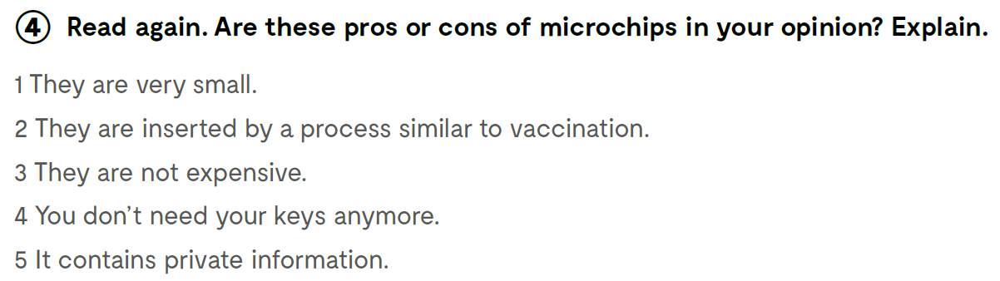 4 Read again. Are these pros or cons of microchips in your opinion? Explain.
1 They are very small.
2 They are inserted by a process similar to vaccination.
3 They are not expensive.
4 You don't need your keys anymore.
5 It contains private information.